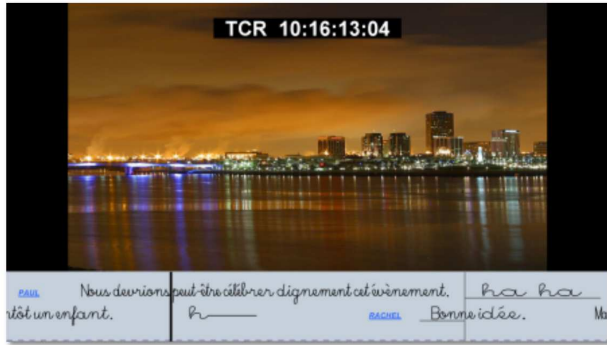 TCR 10:16:13:04
PAUL Nous devrions peut-être célébrer dignement cet évènement. ha ha
ntôt un enfant. h RACHEL Bonne idée. Ma